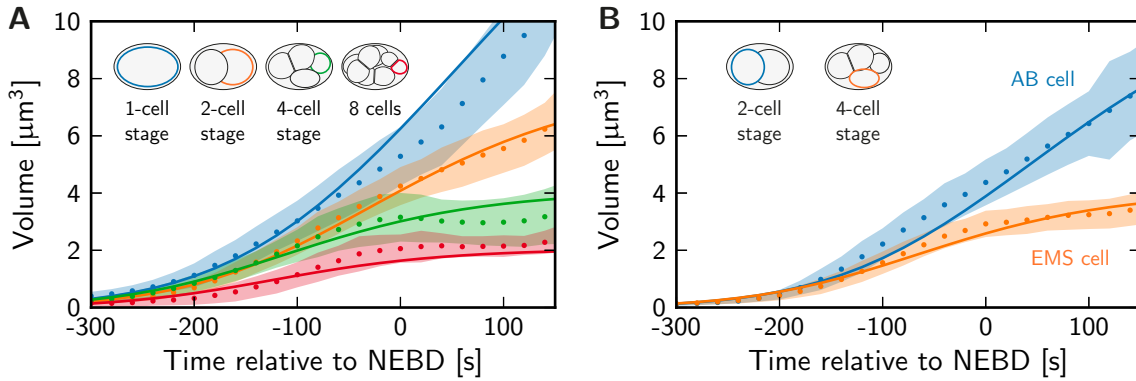 A
10
8
6
4
2
0
Volume [μm³]
1-cell
stage
2-cell
stage
4-cell
stage
8 cells
-300
-200
-100
0
100
Time relative to NEBD [s]
B
10
8
6
4
2
0
Volume [μm³]
2-cell
stage
4-cell
stage
AB cell
EMS cell
-300
-200
-100
0
100
Time relative to NEBD [s]